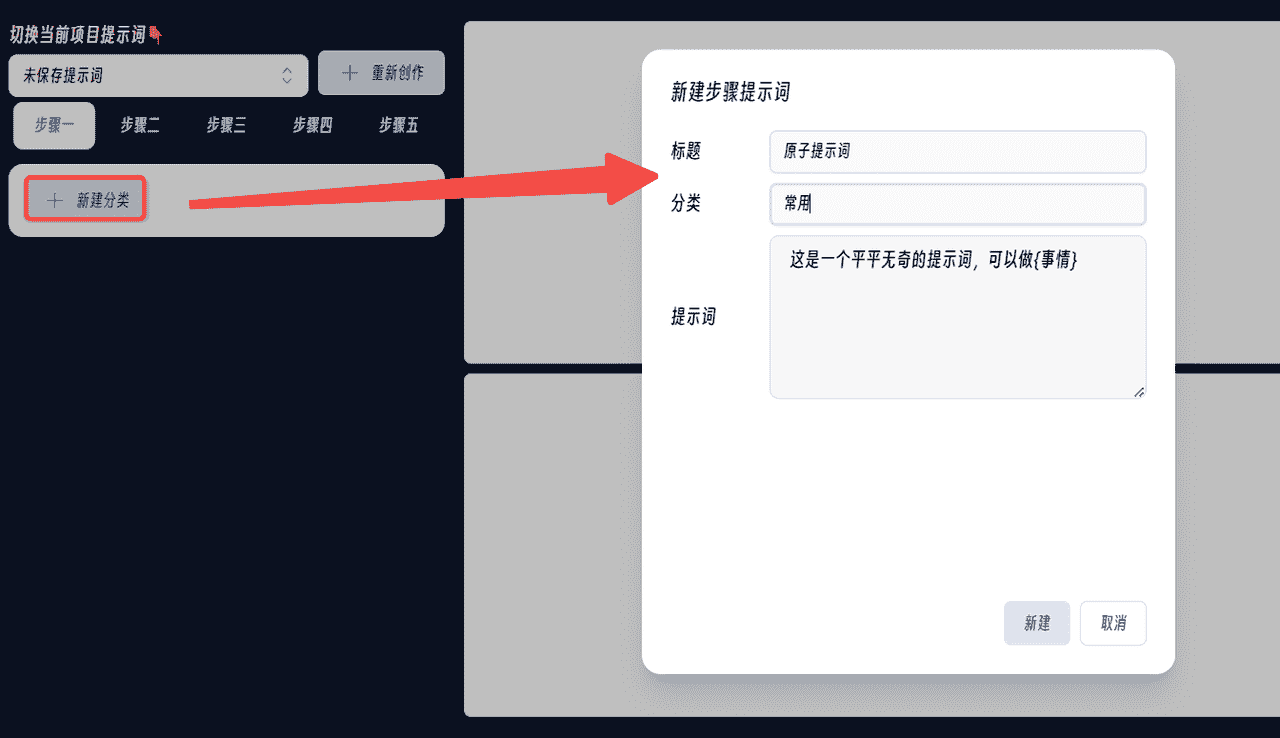 切换当前项目提示词
未保存提示词
重新创作
步骤一 步骤二 步骤三 步骤四 步骤五
新建分类
新建步骤提示词
标题
原子提示词
分类
常用
提示词
这是一个平平无奇的提示词，可以做{事情}
新建 取消